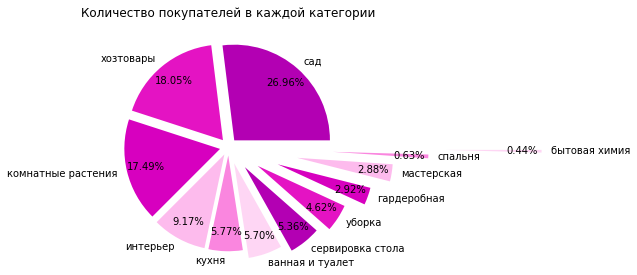 Количество покупателей в каждой категории
сад
26.96%
хозтовары
18.05%
комнатные растения
17.49%
интерьер
9.17%
кухня
5.77%
ванная и туалет
5.70%
сервировка стола
5.36%
уборка
4.62%
гардеробная
2.92%
мастерская
2.88%
спальня
0.63%
бытовая химия
0.44%